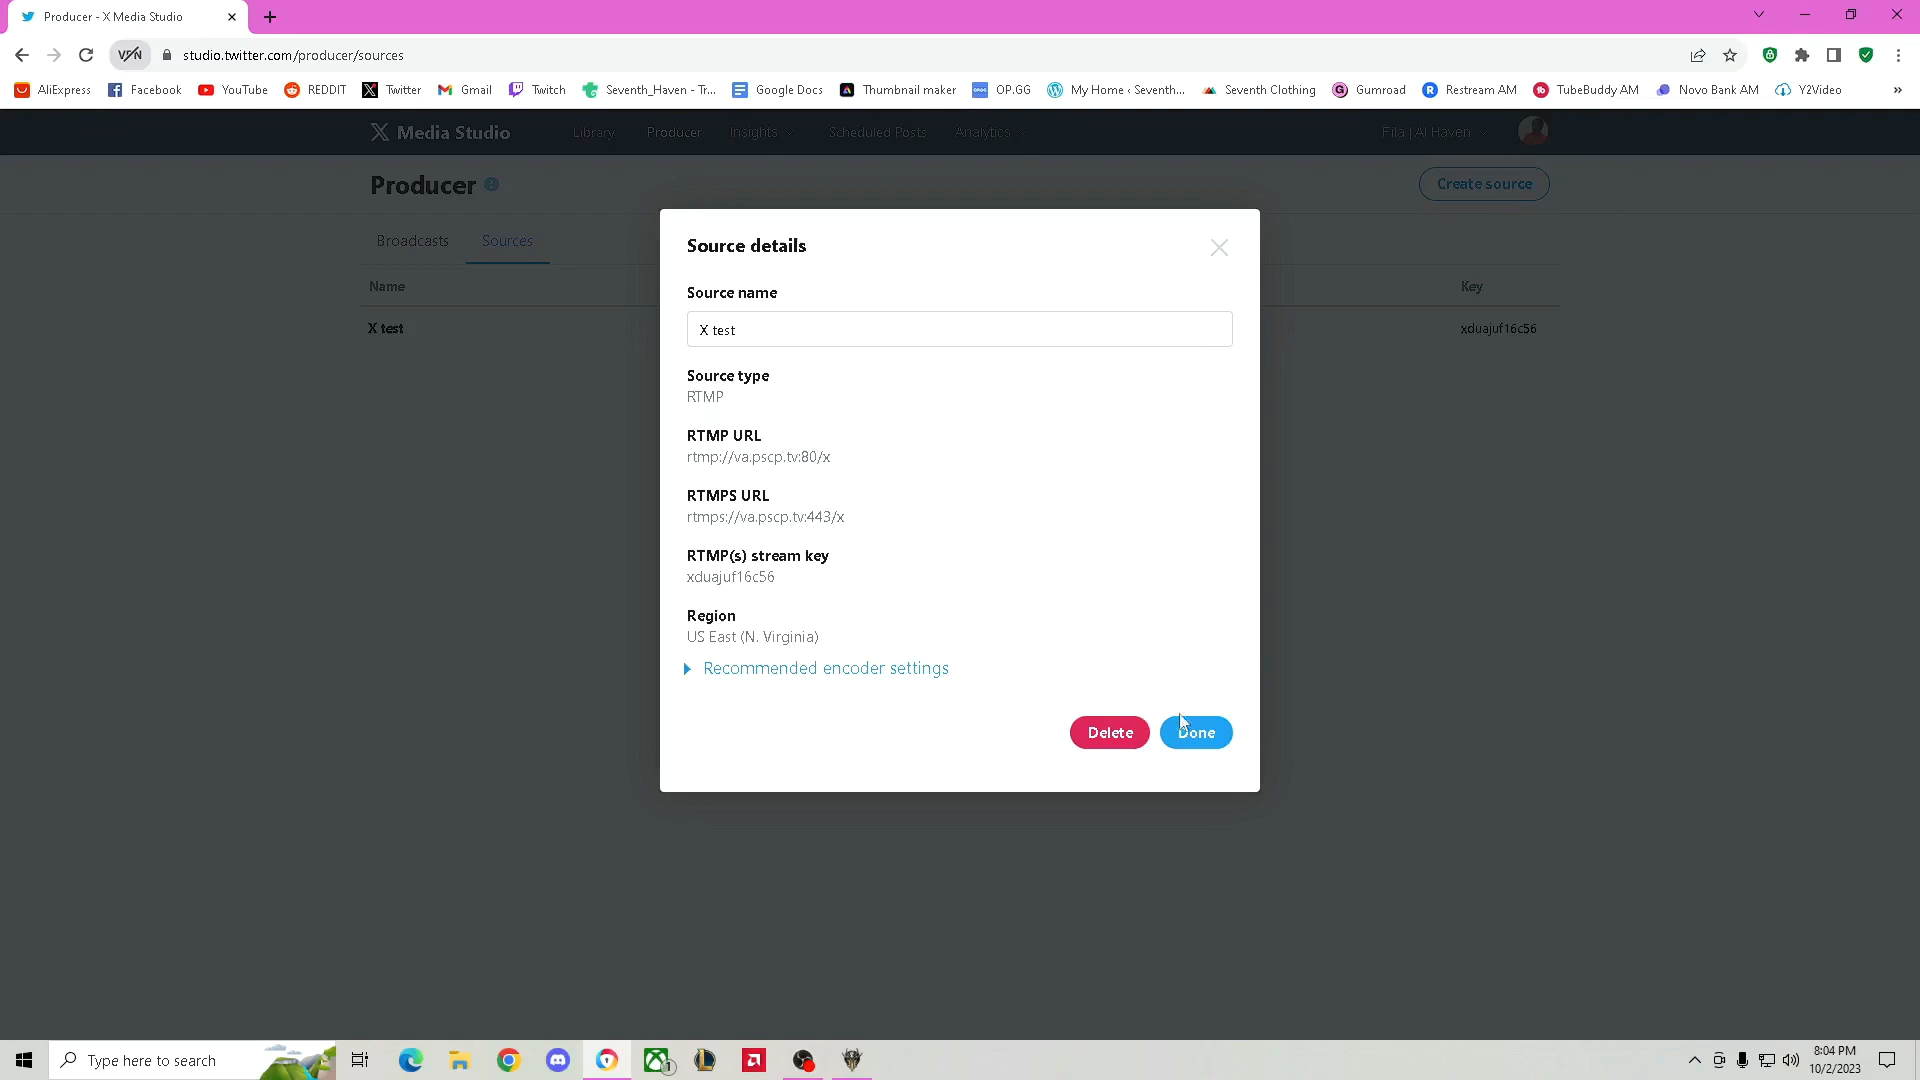 Producer - X Media Studio
studio.twitter.com/producer/sources
AliExpress Facebook YouTube REDDIT Twitter Gmail Twitch Seventh_Haven - Tr... Google Docs Thumbnail maker OP.GG My Home ‹ Seventh... Seventh Clothing Gumroad Restream AM TubeBuddy AM Novo Bank AM Y2Video »
X Media Studio Library Producer Insights Scheduled Posts Analytics Fila | AI Haven
Producer
Create source
Broadcasts Sources
Name Key
X test xduajuf16c56
Source details
Source name
X test
Source type
RTMP
RTMP URL
rtmp://va.pscp.tv:80/x
RTMPS URL
rtmps://va.pscp.tv:443/x
RTMP(s) stream key
xduajuf16c56
Region
US East (N. Virginia)
Recommended encoder settings
Delete Done
Type here to search
1
8:04 PM
10/2/2023